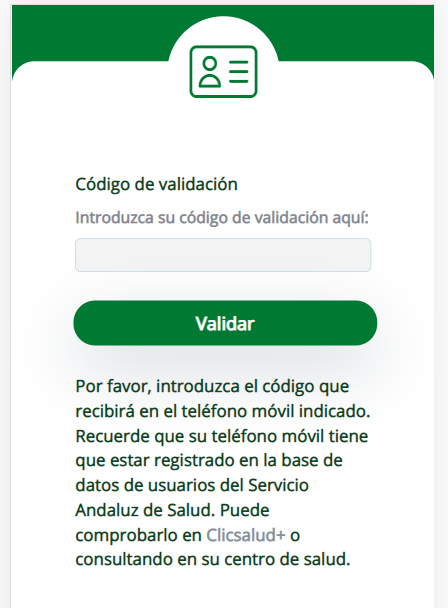 Código de validación
Introduzca su código de validación aquí:
Validar
Por favor, introduzca el código que
recibirá en el teléfono móvil indicado.
Recuerde que su teléfono móvil tiene
que estar registrado en la base de
datos de usuarios del Servicio
Andaluz de Salud. Puede
comprobarlo en Clicsalud+ o
consultando en su centro de salud.